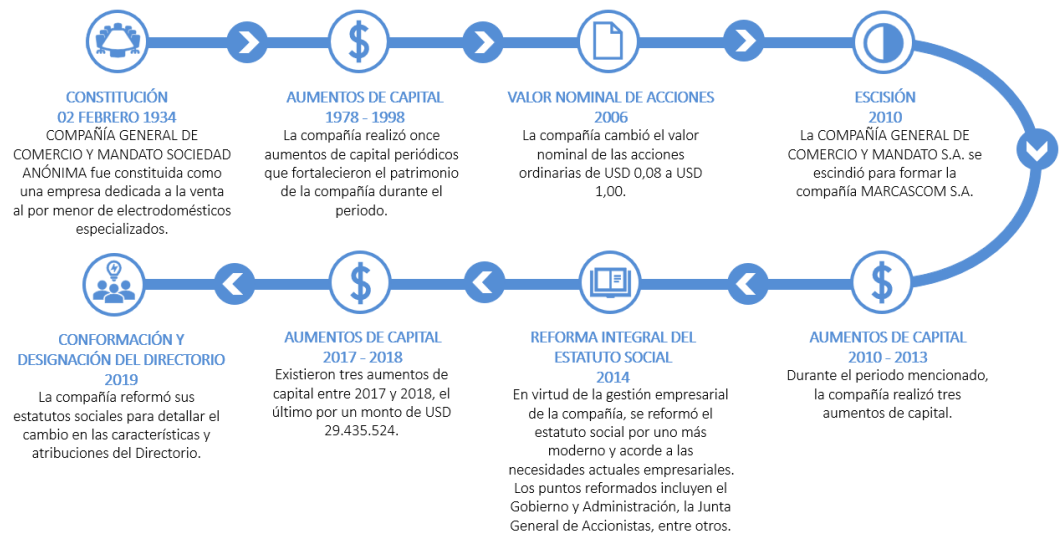 CONSTITUCIÓN
02 FEBRERO 1934
COMPAÑÍA GENERAL DE
COMERCIO Y MANDATO SOCIEDAD
ANÓNIMA fue constituida como
una empresa dedicada a la venta
al por menor de electrodomésticos
especializados.
AUMENTOS DE CAPITAL
1978 - 1998
La compañía realizó once
aumentos de capital periódicos
que fortalecieron el patrimonio
de la compañía durante el
periodo.
VALOR NOMINAL DE ACCIONES
2006
La compañía cambió el valor
nominal de las acciones
ordinarias de USD 0,08 a USD
1,00.
ESCISIÓN
2010
La COMPAÑÍA GENERAL DE
COMERCIO Y MANDATO S.A. se
escindió para formar la
compañía MARCASCOM S.A.
AUMENTOS DE CAPITAL
2010 - 2013
Durante el periodo mencionado,
la compañía realizó tres
aumentos de capital.
REFORMA INTEGRAL DEL
ESTATUTO SOCIAL
2014
En virtud de la gestión empresarial
de la compañía, se reformó el
estatuto social por uno más
moderno y acorde a las
necesidades actuales empresariales.
Los puntos reformados incluyen el
Gobierno y Administración, la Junta
General de Accionistas, entre otros.
AUMENTOS DE CAPITAL
2017 - 2018
Existieron tres aumentos de
capital entre 2017 y 2018, el
último por un monto de USD
29.435.524.
CONFORMACIÓN Y
DESIGNACIÓN DEL DIRECTORIO
2019
La compañía reformó sus
estatutos sociales para detallar el
cambio en las características y
atribuciones del Directorio.